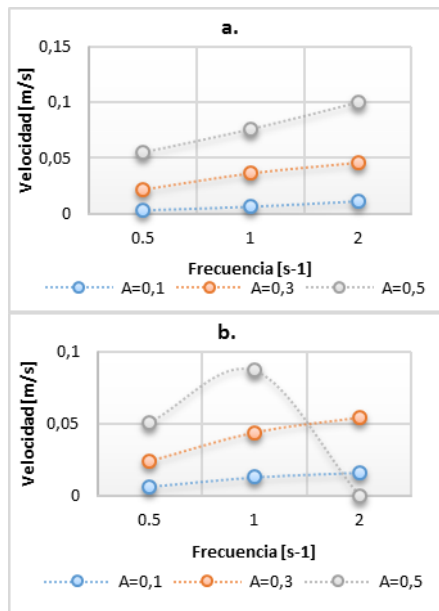 a.
0,15
0,1
0,05
0
Velocidad[m/s]
0.5 1 2
Frecuencia [s-1]
A=0,1 A=0,3 A=0,5
b.
0,1
0,05
0
Velocidad[m/s]
0.5 1 2
Frecuencia [s-1]
A=0,1 A=0,3 A=0,5